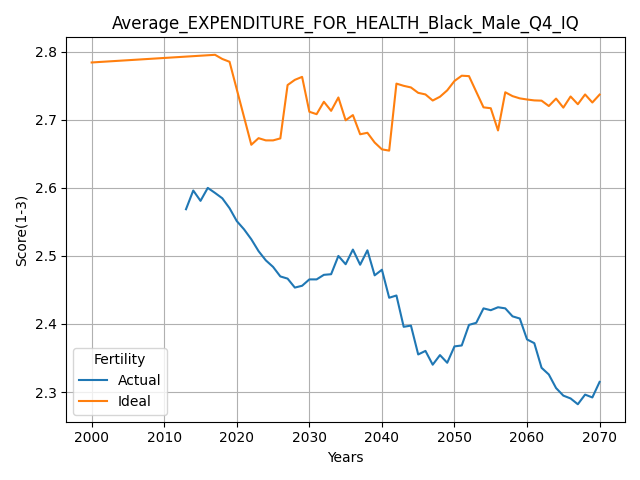 Average_EXPENDITURE_FOR_HEALTH_Black_Male_Q4_IQ
Score(1-3)
2.8
2.7
2.6
2.5
2.4
2.3
Fertility
Actual
Ideal
2000 2010 2020 2030 2040 2050 2060 2070
Years